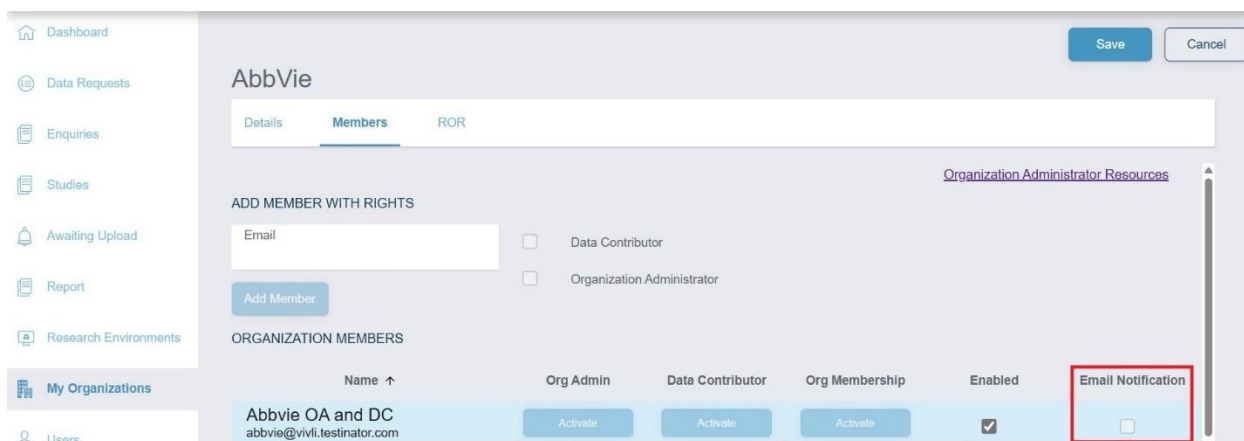 Dashboard
Data Requests
Enquiries
Studies
Awaiting Upload
Report
Research Environments
My Organizations
Users
Save
Cancel
AbbVie
Details Members ROR
Organization Administrator Resources
ADD MEMBER WITH RIGHTS
Email
Data Contributor
Organization Administrator
Add Member
ORGANIZATION MEMBERS
Name ↑ Org Admin Data Contributor Org Membership Enabled Email Notification
Abbvie OA and DC Activate Activate Activate
abbvie@vivli.testinator.com